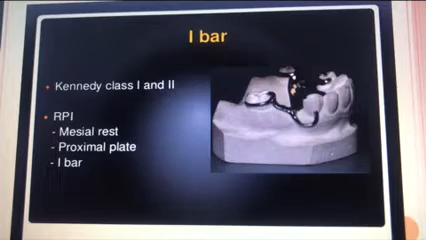 I bar
Kennedy class I and II
RPI
- Mesial rest
- Proximal plate
- I bar